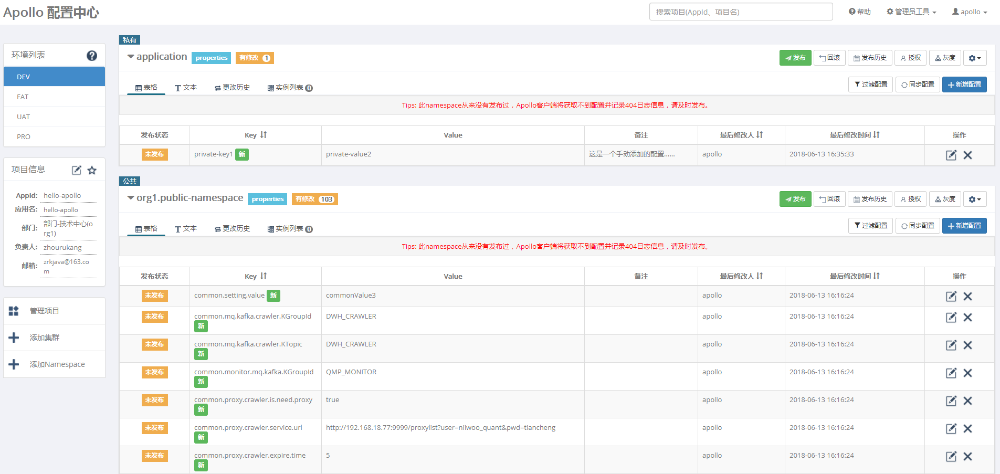 Apollo 配置中心
搜索项目(AppId、项目名)
帮助
管理员工具
apollo
环境列表
DEV
FAT
UAT
PRO
项目信息
AppId: hello-apollo
应用名: hello-apollo
部门: 部门-技术中心(o
rg1)
负责人: zhourukang
邮箱: zrkjava@163.co
m
管理项目
添加集群
添加Namespace
私有
application properties 有修改 1
发布 回滚 发布历史 授权 灰度
表格 文本 更改历史 实例列表 0
过滤配置 同步配置 新增配置
Tips: 此namespace从来没有发布过，Apollo客户端将获取不到配置并记录404日志信息，请及时发布。
发布状态 Key Value 备注 最后修改人 最后修改时间 操作
未发布 private-key1 新 private-value2 这是一个手动添加的配置...... apollo 2018-06-13 16:35:33
公共
org1.public-namespace properties 有修改 103
发布 回滚 发布历史 授权 灰度
表格 文本 更改历史 实例列表 0
过滤配置 同步配置 新增配置
Tips: 此namespace从来没有发布过，Apollo客户端将获取不到配置并记录404日志信息，请及时发布。
发布状态 Key Value 备注 最后修改人 最后修改时间 操作
未发布 common.setting.value 新 commonValue3 apollo 2018-06-13 16:16:24
未发布 common.mq.kafka.crawler.KGroupId DWH_CRAWLER apollo 2018-06-13 16:16:24
新
未发布 common.mq.kafka.crawler.KTopic DWH_CRAWLER apollo 2018-06-13 16:16:24
新
未发布 common.monitor.mq.kafka.KGroupId QMP_MONITOR apollo 2018-06-13 16:16:24
新
未发布 common.proxy.crawler.is.need.proxy true apollo 2018-06-13 16:16:24
新
未发布 common.proxy.crawler.service.url http://192.168.18.77:9999/proxylist?user=niiwoo_quant&pwd=tiancheng apollo 2018-06-13 16:16:24
新
未发布 common.proxy.crawler.expire.time 5 apollo 2018-06-13 16:16:24
新